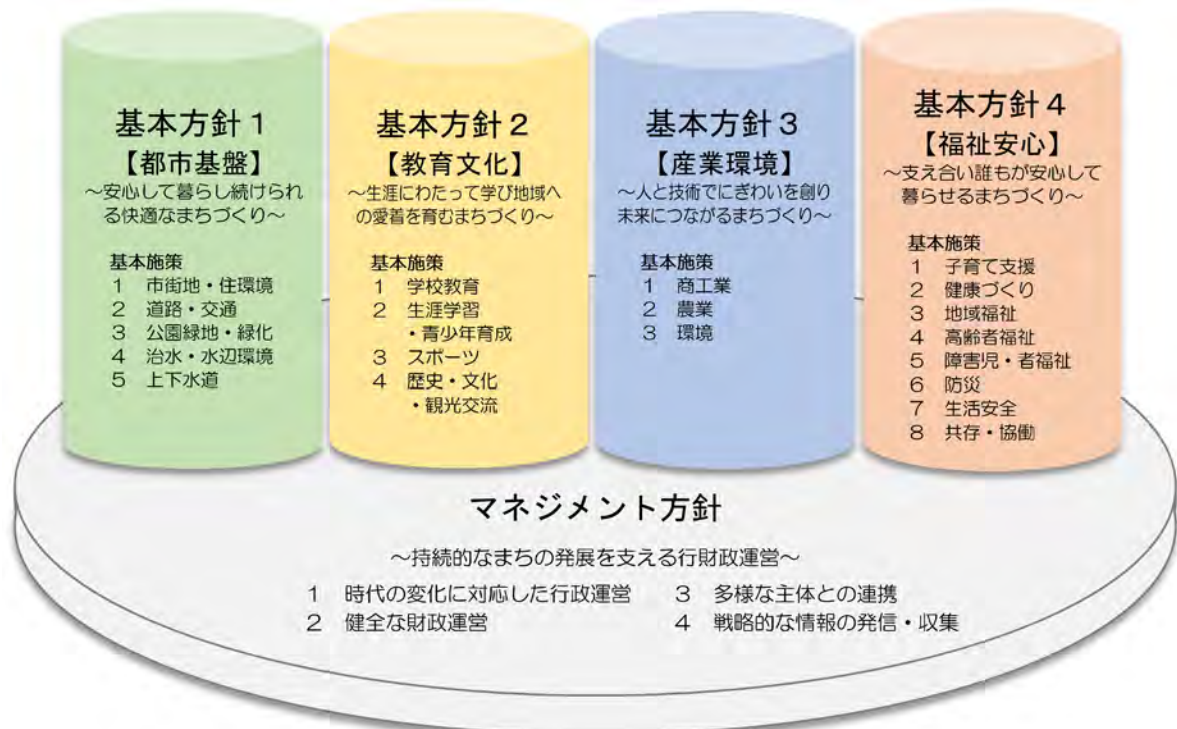 基本方針1
【都市基盤】
~安心して暮らし続けられ
る快適なまちづくり~
基本施策
1 市街地・住環境
2 道路・交通
3 公園緑地・緑化
4 治水・水辺環境
5 上下水道
基本方針2
【教育文化】
~生涯にわたって学び地域へ
の愛着を育むまちづくり~
基本施策
1 学校教育
2 生涯学習
・青少年育成
3 スポーツ
4 歴史・文化
・観光交流
基本方針3
【産業環境】
~人と技術でにぎわいを創り
未来につながるまちづくり~
基本施策
1 商工業
2 農業
3 環境
基本方針4
【福祉安心】
~支え合い誰もが安心して
暮らせるまちづくり~
基本施策
1 子育て支援
2 健康づくり
3 地域福祉
4 高齢者福祉
5 障害児・者福祉
6 防災
7 生活安全
8 共存・協働
マネジメント方針
~持続的なまちの発展を支える行財政運営~
1 時代の変化に対応した行政運営
2 健全な財政運営
3 多様な主体との連携
4 戦略的な情報の発信・収集